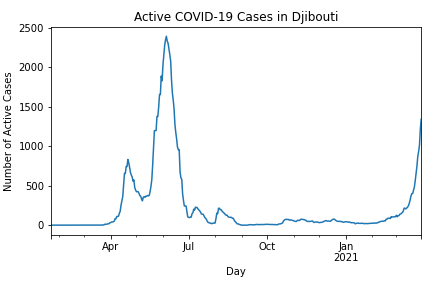 Active COVID-19 Cases in Djibouti
2500
2000
1500
1000
500
0
Number of Active Cases
Apr
Jul
Oct
Jan
2021
Day